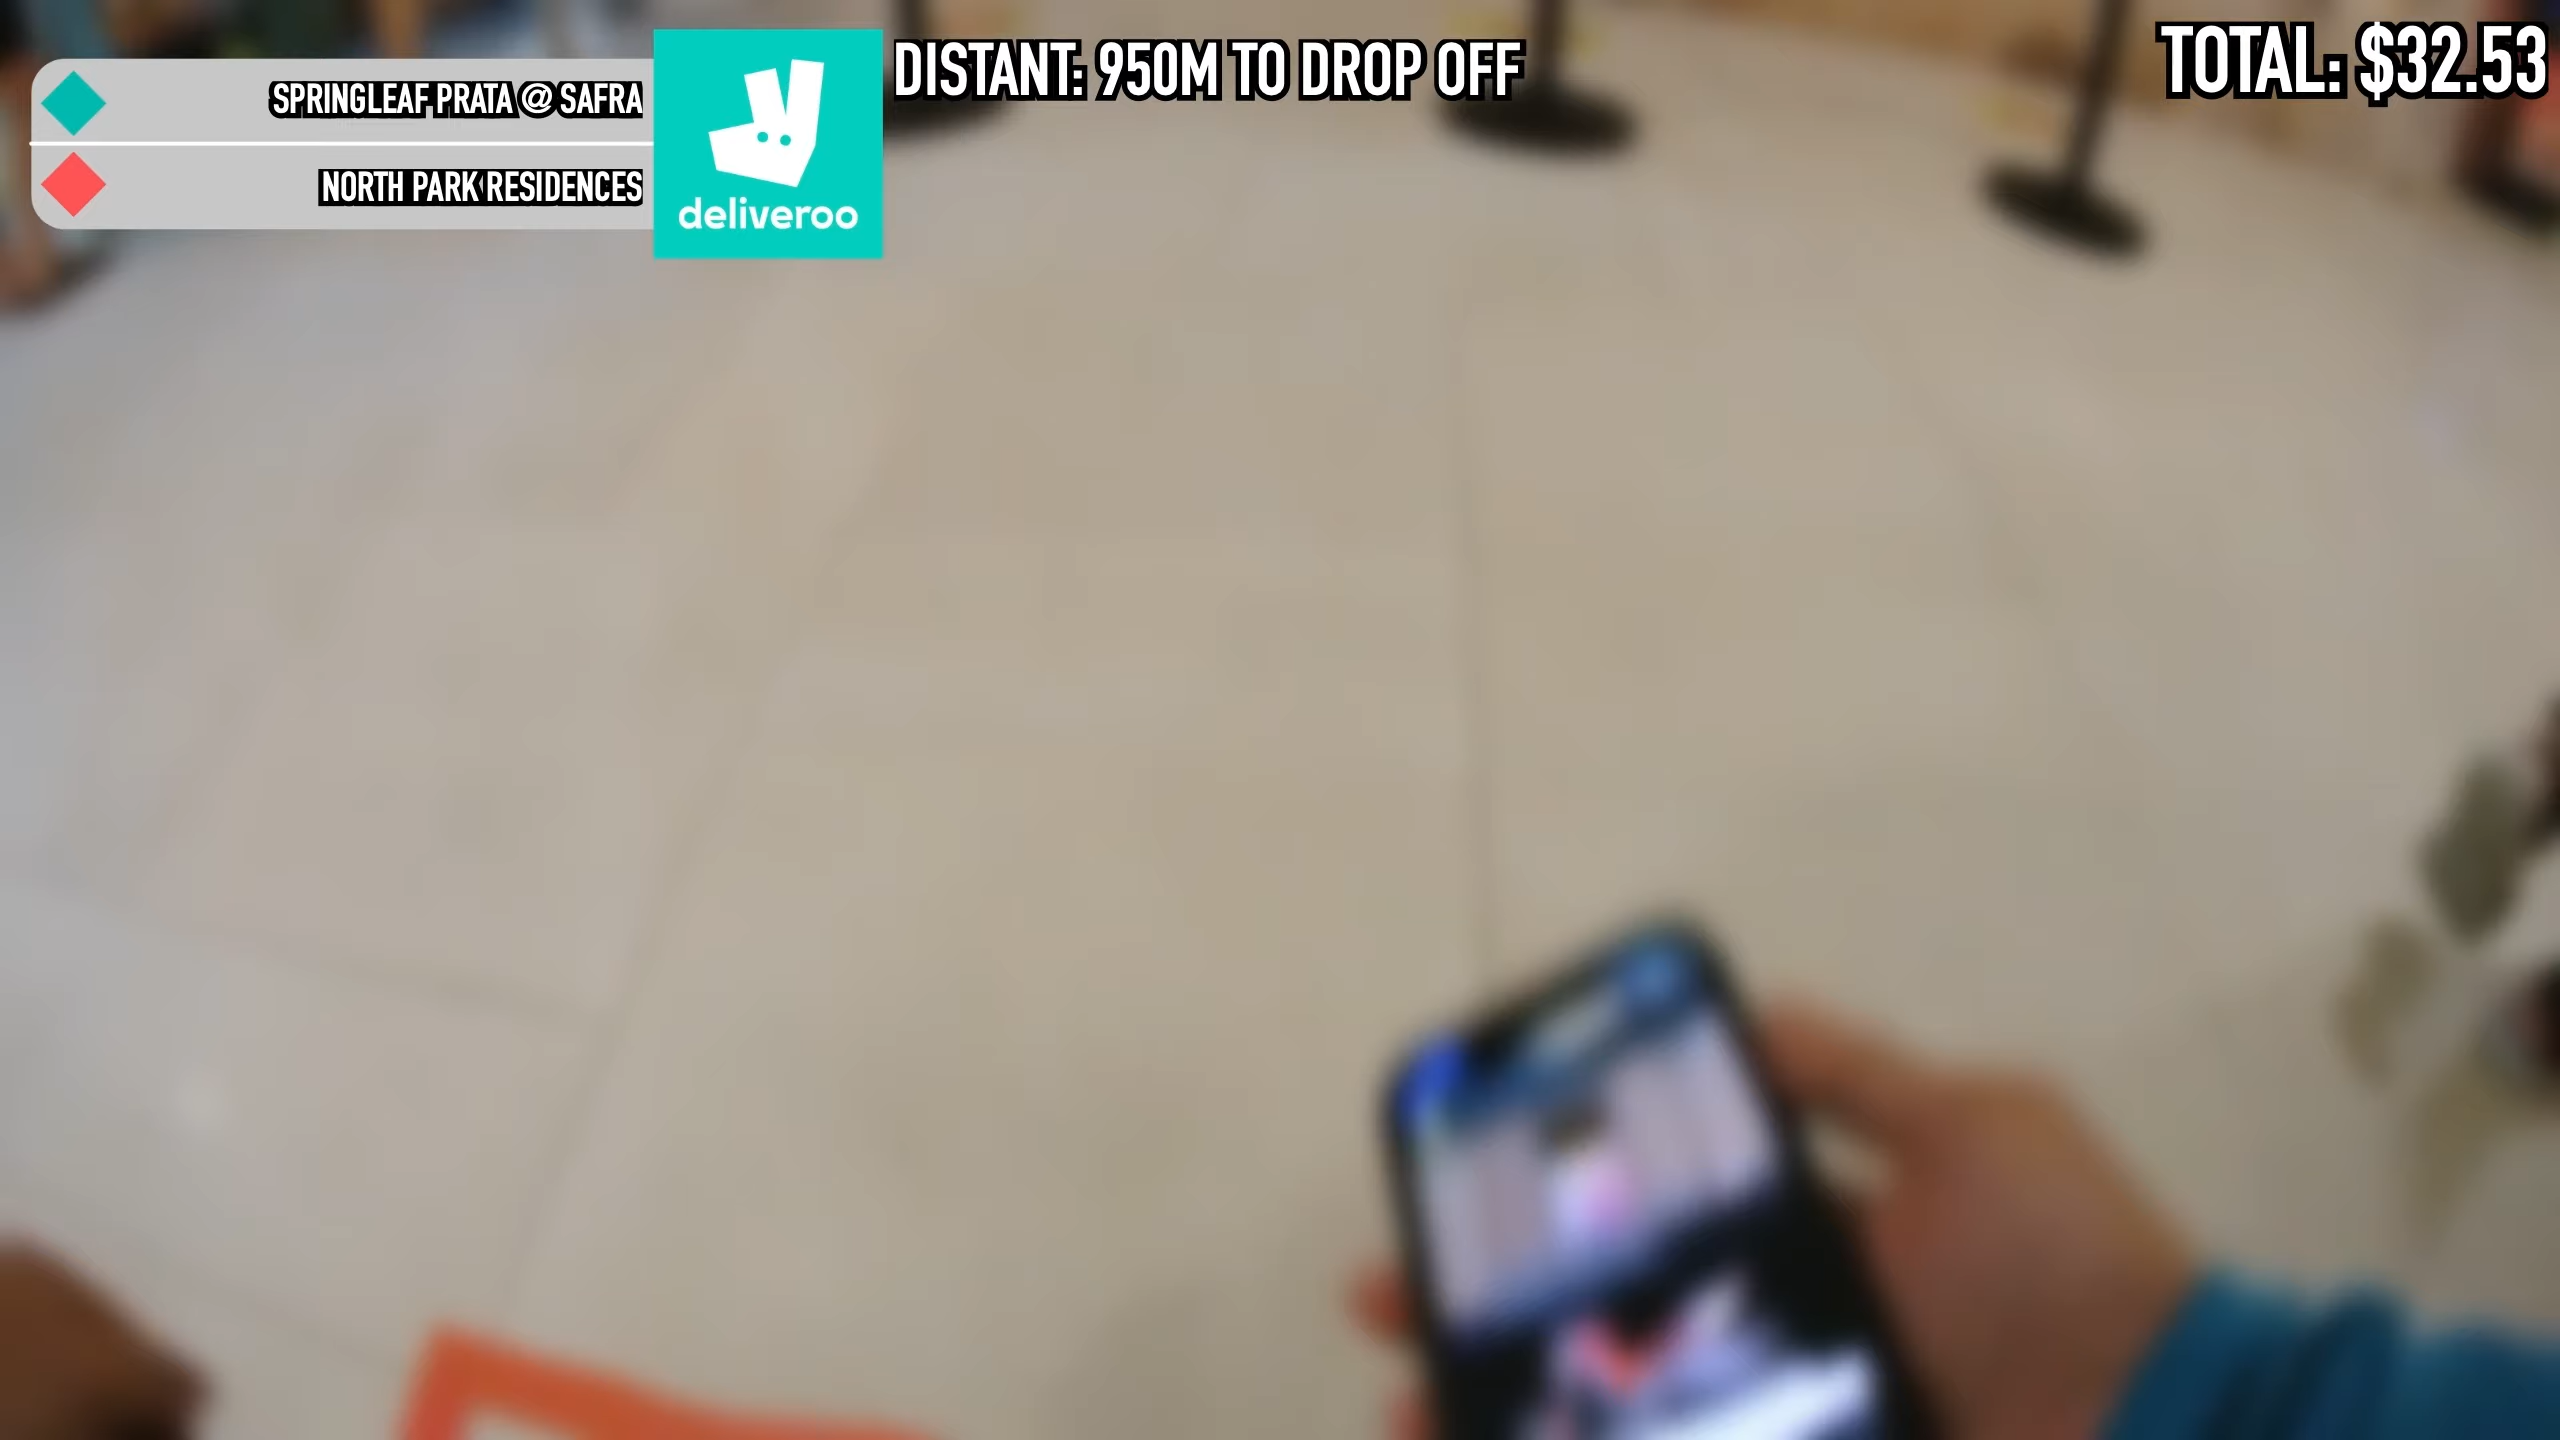 SPRINGLEAF PRATA @ SAFRA
NORTH PARK RESIDENCES
deliveroo
DISTANT: 950M TO DROP OFF
TOTAL: $32.53